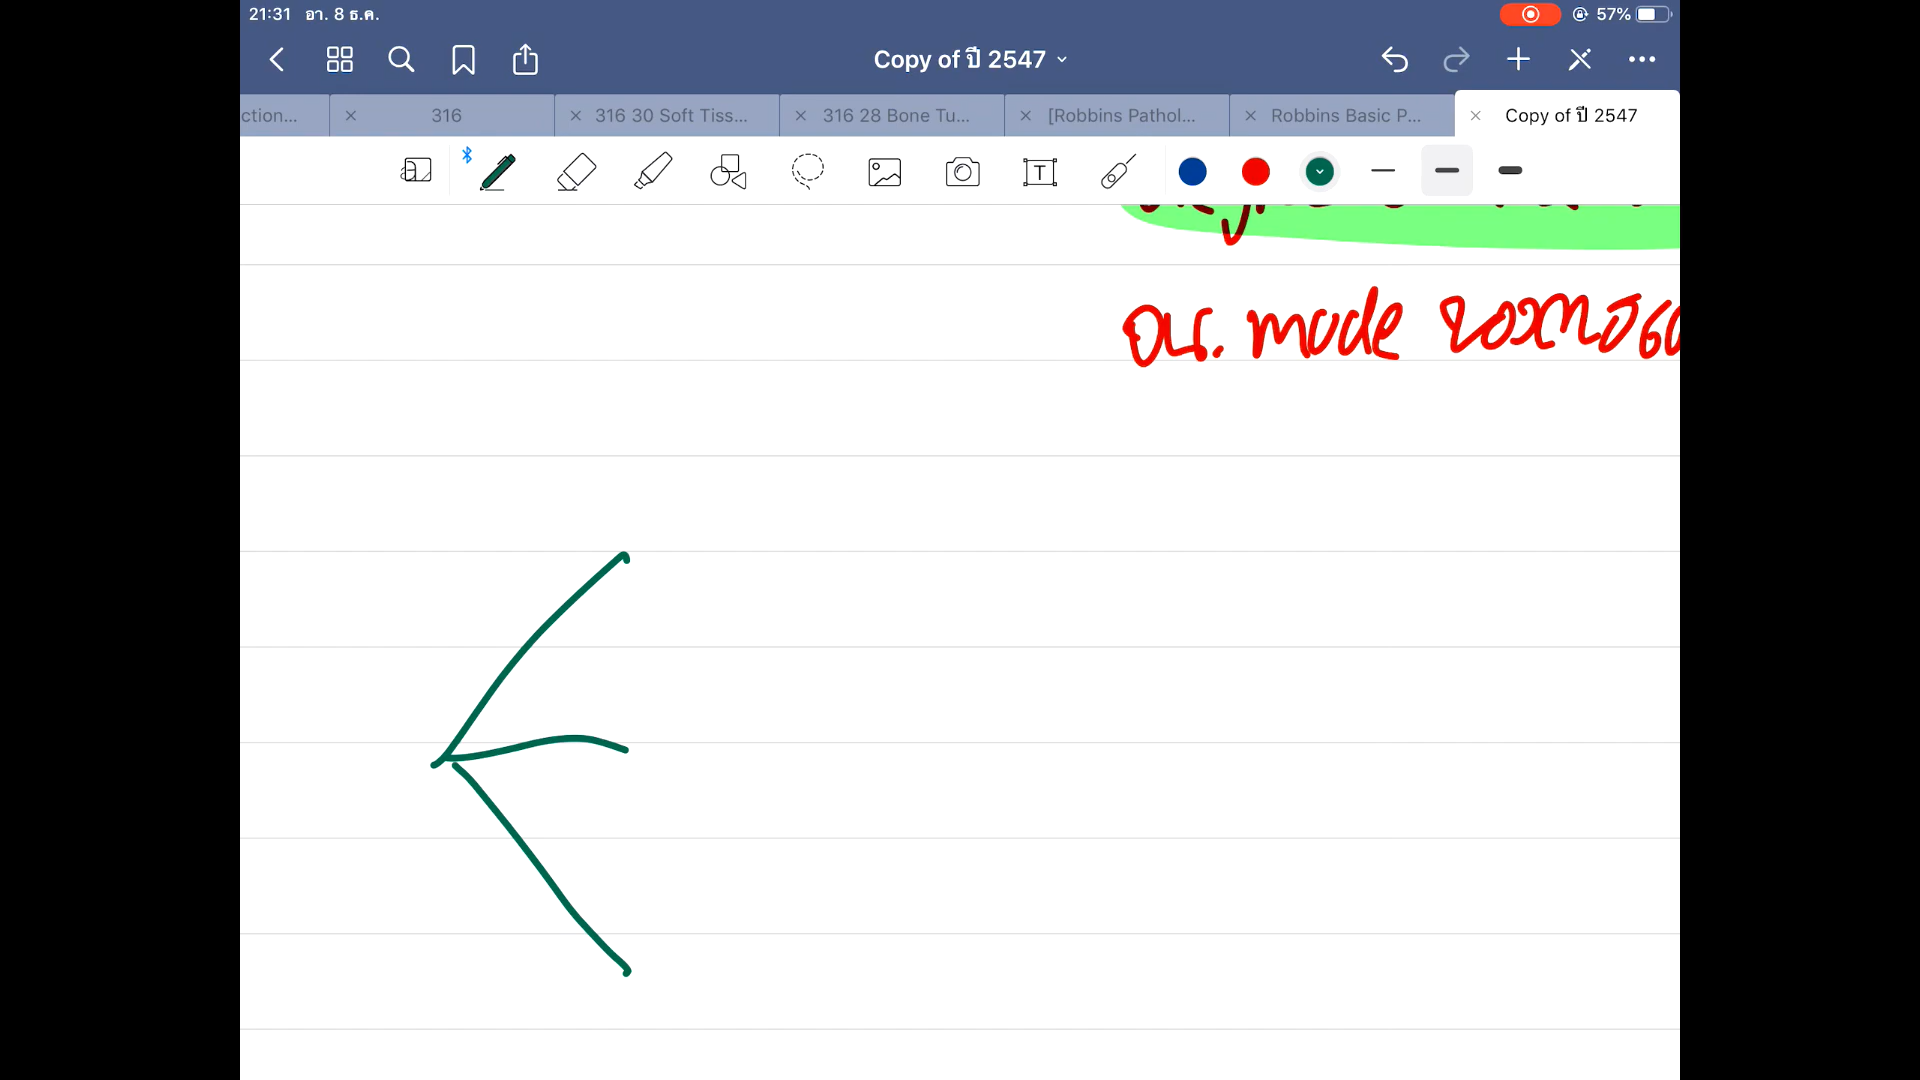 21:31 อา. 8 ธ.ค. 57%
Copy of ปี 2547
ction... 316 316 30 Soft Tiss... 316 28 Bone Tu... [Robbins Pathol... Robbins Basic P... Copy of ปี 2547
T
mode